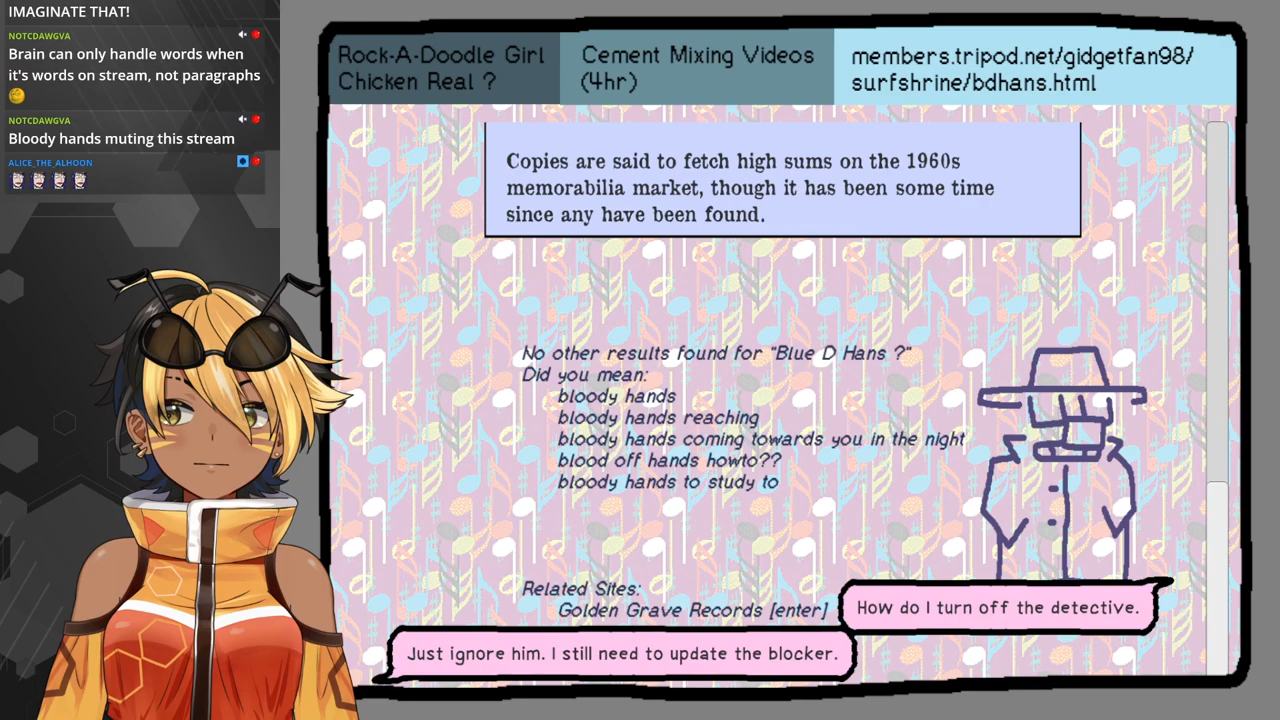 IMAGINATE THAT!
NOTCDAWGVA
Brain can only handle words when
it's words on stream, not paragraphs
NOTCDAWGVA
Bloody hands muting this stream
ALICE_THE_ALHOON
Rock-A-Doodle Girl
Chicken Real ?
Cement Mixing Videos
(4hr)
members.tripod.net/gidgetfan98/
surfshrine/bdhans.html
Copies are said to fetch high sums on the 1960s
memorabilia market, though it has been some time
since any have been found.
No other results found for "Blue D Hans ?"
Did you mean:
bloody hands
bloody hands reaching
bloody hands coming towards you in the night
blood off hands howto??
bloody hands to study to
Related Sites:
Golden Grave Records [enter]
How do I turn off the detective.
Just ignore him. I still need to update the blocker.